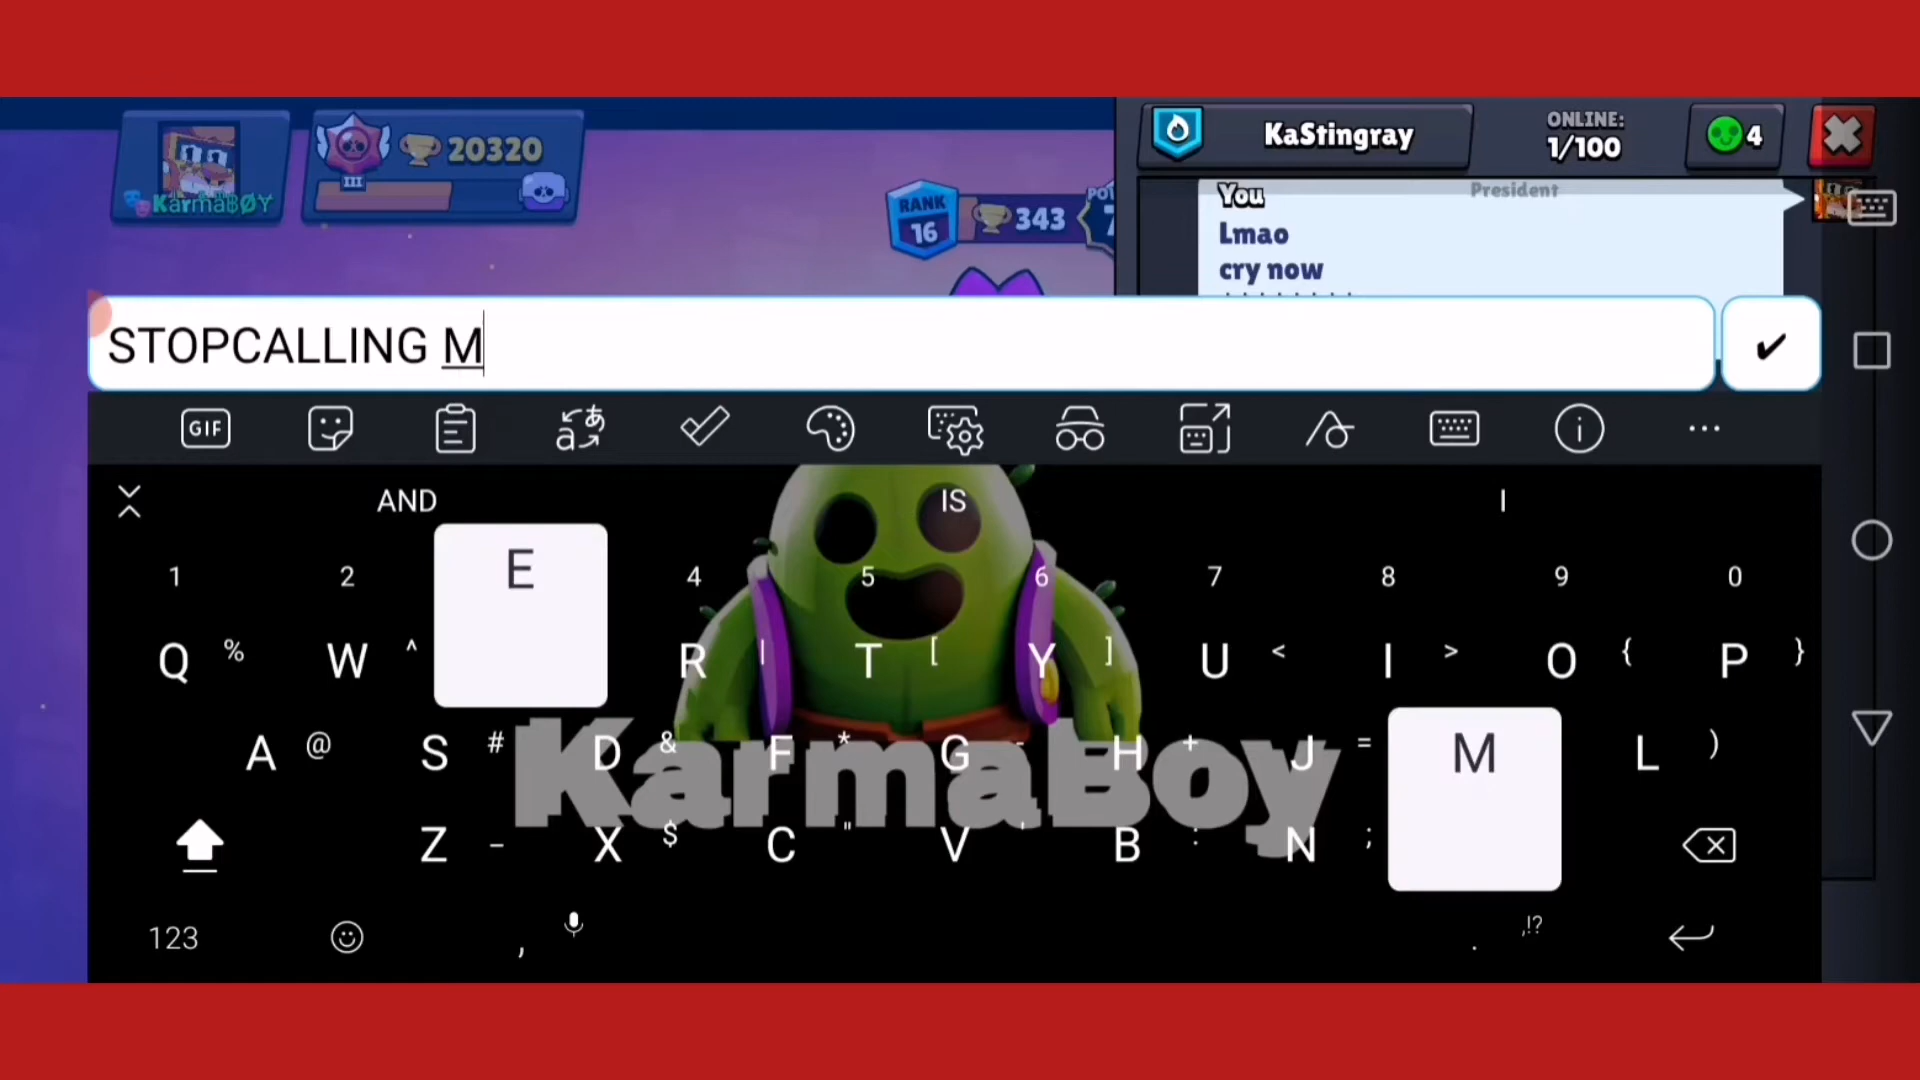 KarmaBØY
III
20320
RANK
16
343
KaStingray
ONLINE:
1/100
4
You
President
Lmao
cry now
STOPCALLING M
GIF
AND
IS
I
E
1
2
4
5
6
7
8
9
0
Q % W ^ R | T [ Y ] U < I > O { P }
A @ S # D & F * G - H + J = M L )
KarmaBoy
Z _ X $ C " V ' B : N ;
123 , . ,!?